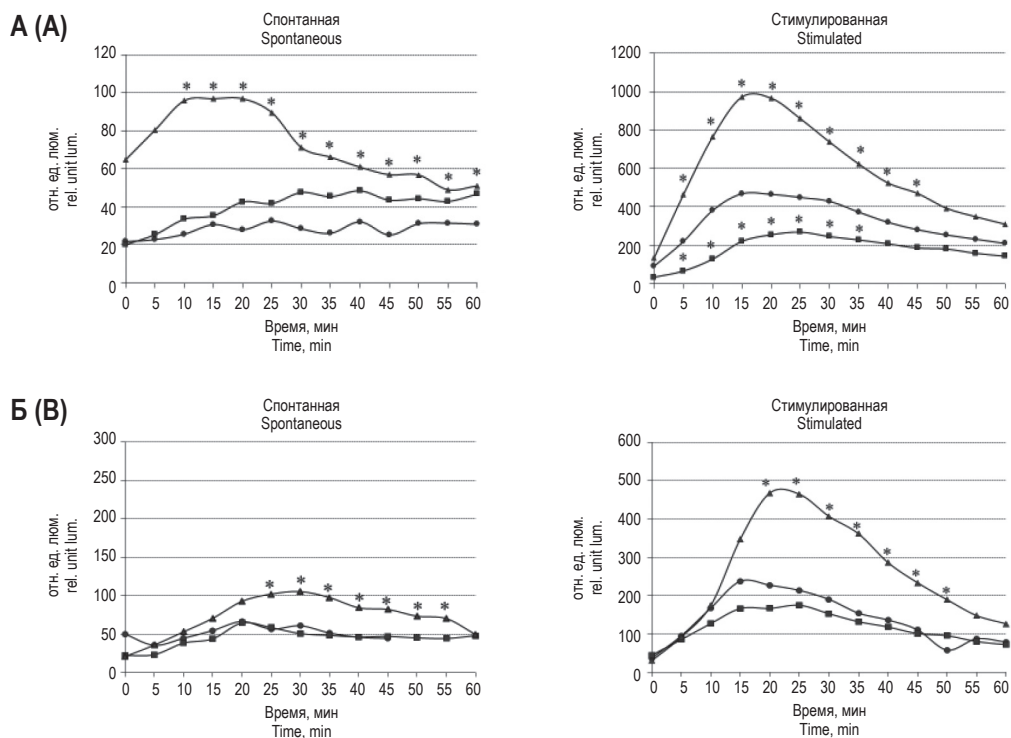 А (A)
Спонтанная
Spontaneous
отн. ед. люм.
rel. unit lum.
120
100
80
60
40
20
0
0 5 10 15 20 25 30 35 40 45 50 55 60
Время, мин
Time, min
Стимулированная
Stimulated
отн. ед. люм.
rel. unit lum.
1200
1000
800
600
400
200
0
0 5 10 15 20 25 30 35 40 45 50 55 60
Время, мин
Time, min
Б (B)
Спонтанная
Spontaneous
отн. ед. люм.
rel. unit lum.
300
250
200
150
100
50
0
0 5 10 15 20 25 30 35 40 45 50 55 60
Время, мин
Time, min
Стимулированная
Stimulated
отн. ед. люм.
rel. unit lum.
600
500
400
300
200
100
0
0 5 10 15 20 25 30 35 40 45 50 55 60
Время, мин
Time, min